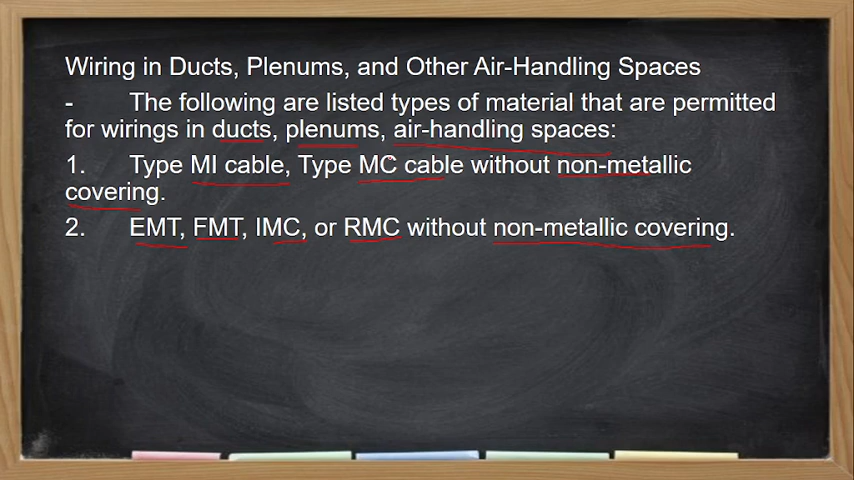 Wiring in Ducts, Plenums, and Other Air-Handling Spaces
- The following are listed types of material that are permitted
for wirings in ducts, plenums, air-handling spaces:
1. Type MI cable, Type MC cable without non-metallic
covering.
2. EMT, FMT, IMC, or RMC without non-metallic covering.